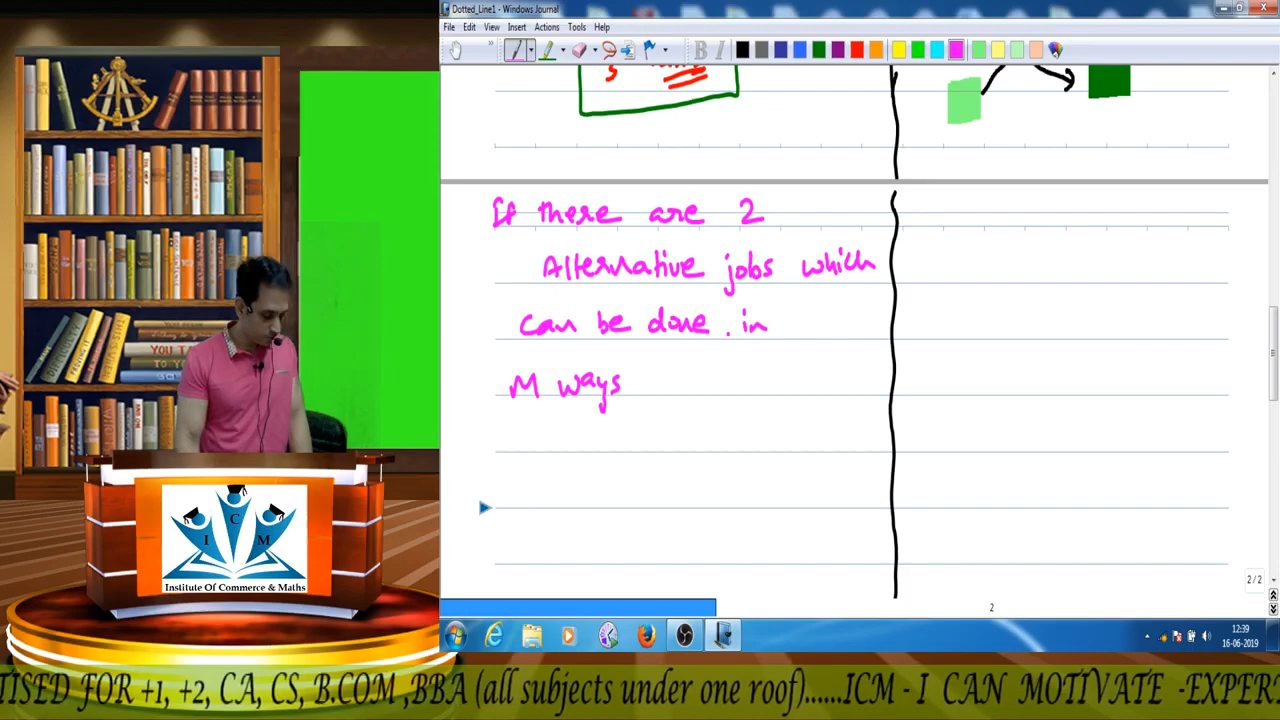 Dotted_Line1 - Windows Journal
File Edit View Insert Actions Tools Help
B I
If there are 2
Alternative jobs which
can be done . in
M ways
2/2
2
I C M
Institute Of Commerce & Maths
12:39
16-06-2019
TISED FOR +1, +2, CA, CS, B.COM ,BBA (all subjects under one roof)......ICM - I CAN MOTIVATE -EXPER